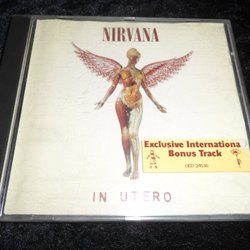 NIRVANA
Exclusive Internationa
Bonus Track
IN UTERO